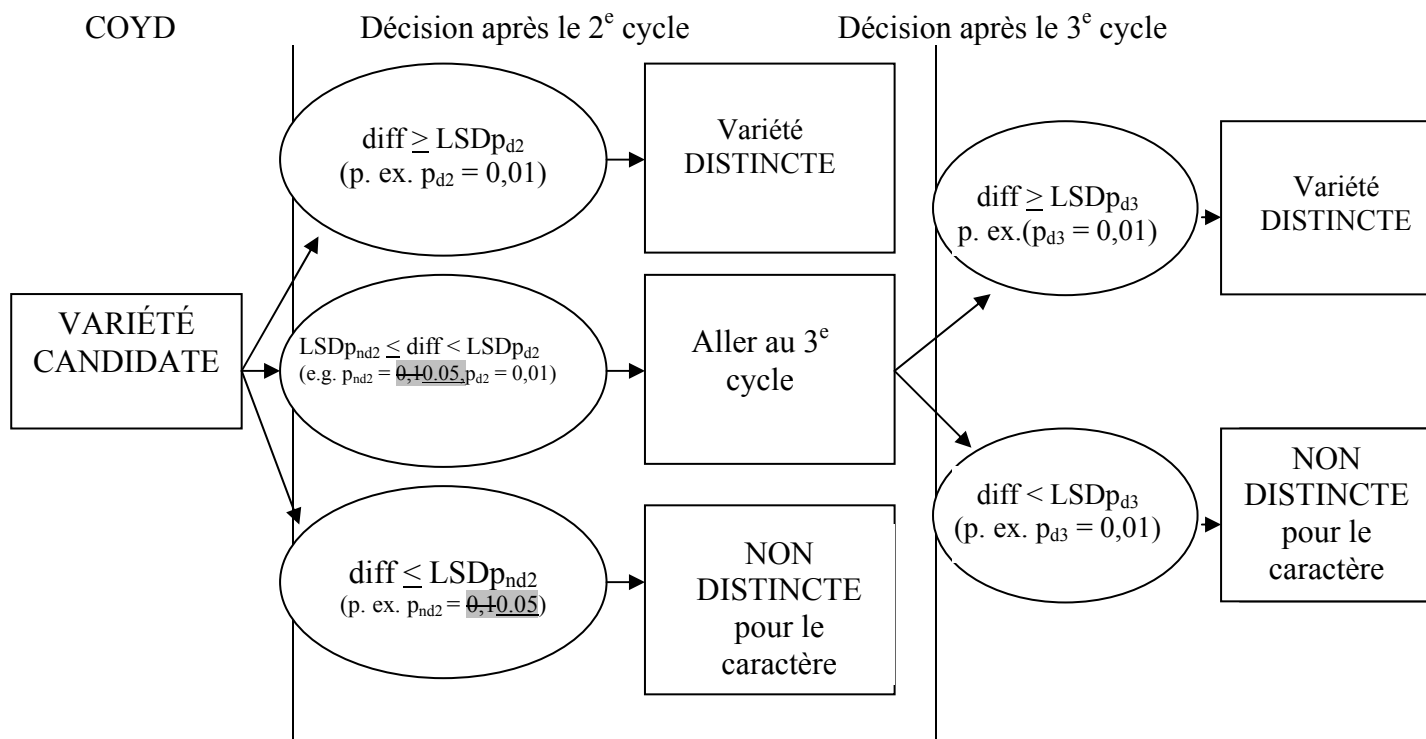 COYD
Décision après le 2e cycle
Décision après le 3e cycle
diff ≥ LSDpd2
(p. ex. pd2 = 0,01)
Variété
DISTINCTE
diff ≥ LSDpd3
p. ex.(pd3 = 0,01)
Variété
DISTINCTE
VARIÉTÉ
CANDIDATE
LSDpnd2 ≤ diff < LSDpd2
(e.g. pnd2 = 0,10.05,pd2 = 0,01)
Aller au 3e
cycle
diff < LSDpd3
(p. ex. pd3 = 0,01)
NON
DISTINCTE
pour le
caractère
diff ≤ LSDpnd2
(p. ex. pnd2 = 0,10.05)
NON
DISTINCTE
pour le
caractère